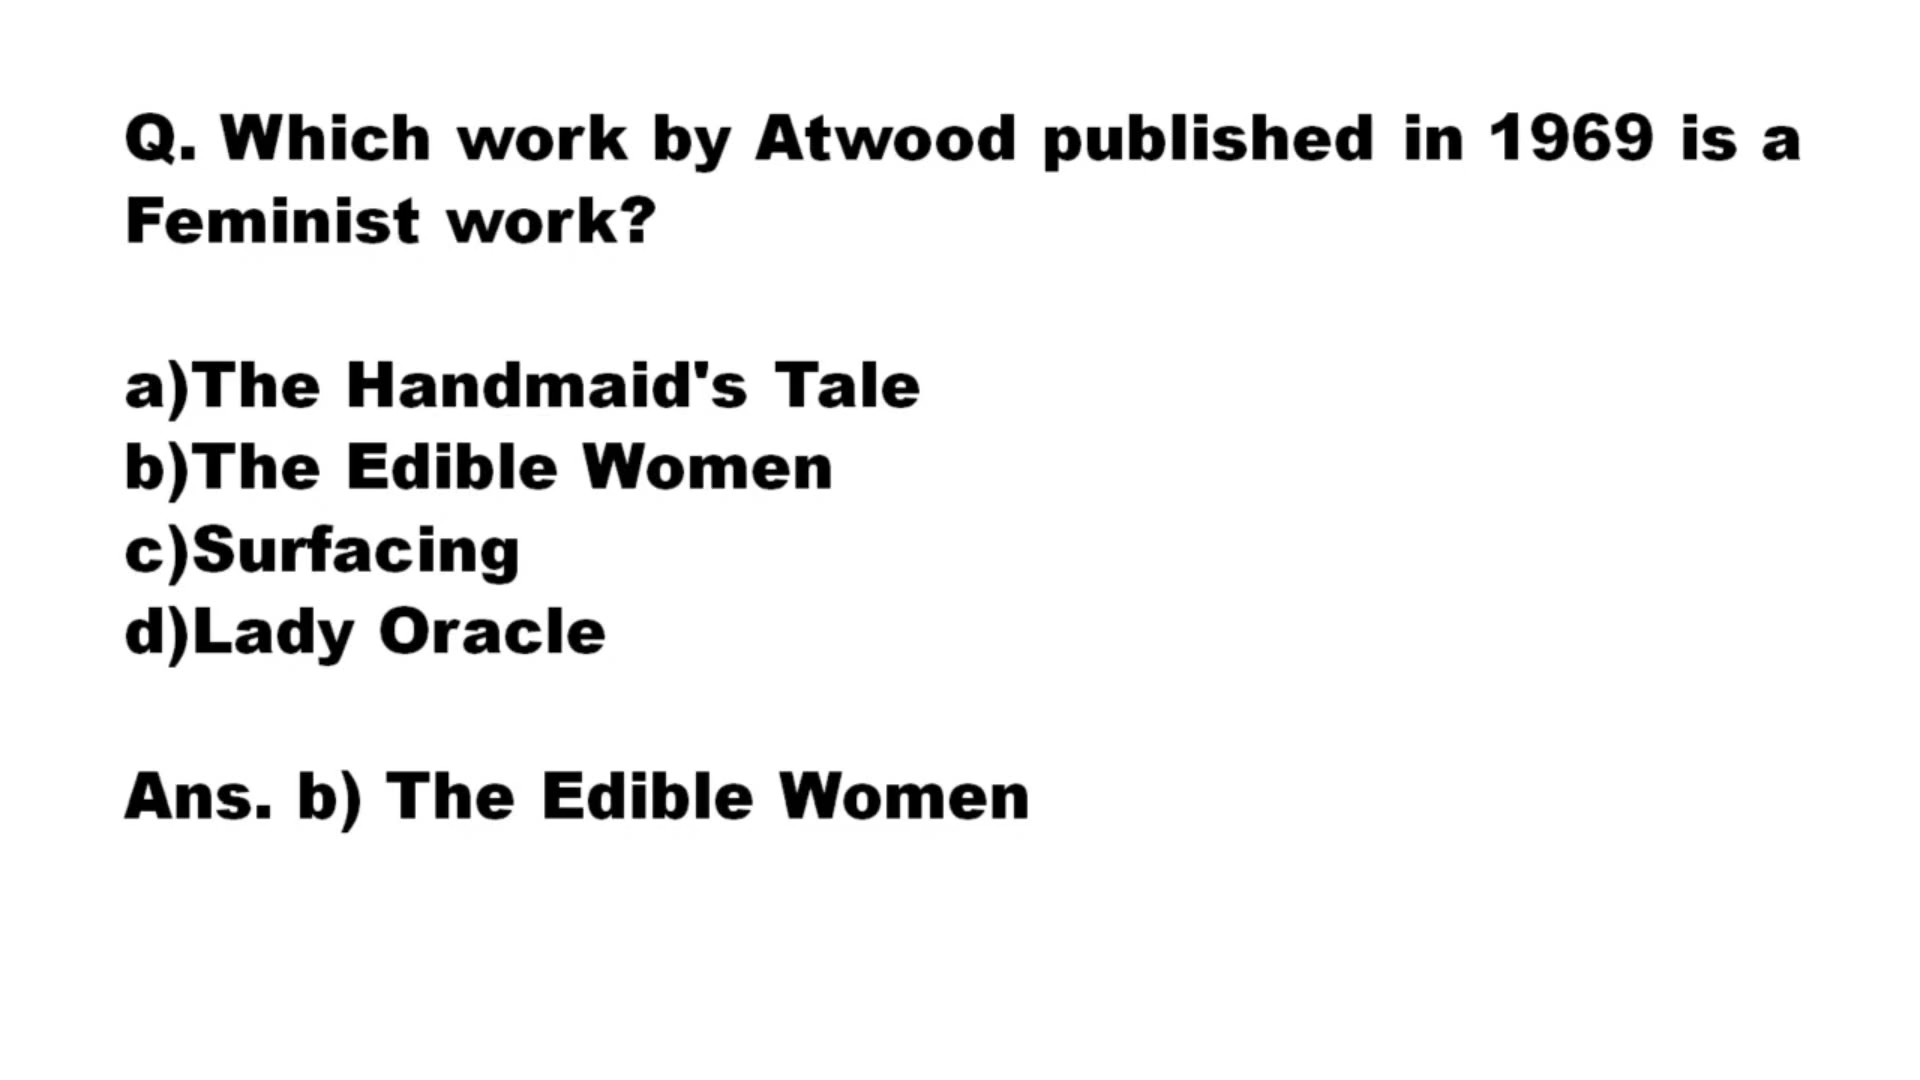 Q. Which work by Atwood published in 1969 is a
Feminist work?
a)The Handmaid's Tale
b)The Edible Women
c)Surfacing
d)Lady Oracle
Ans. b) The Edible Women